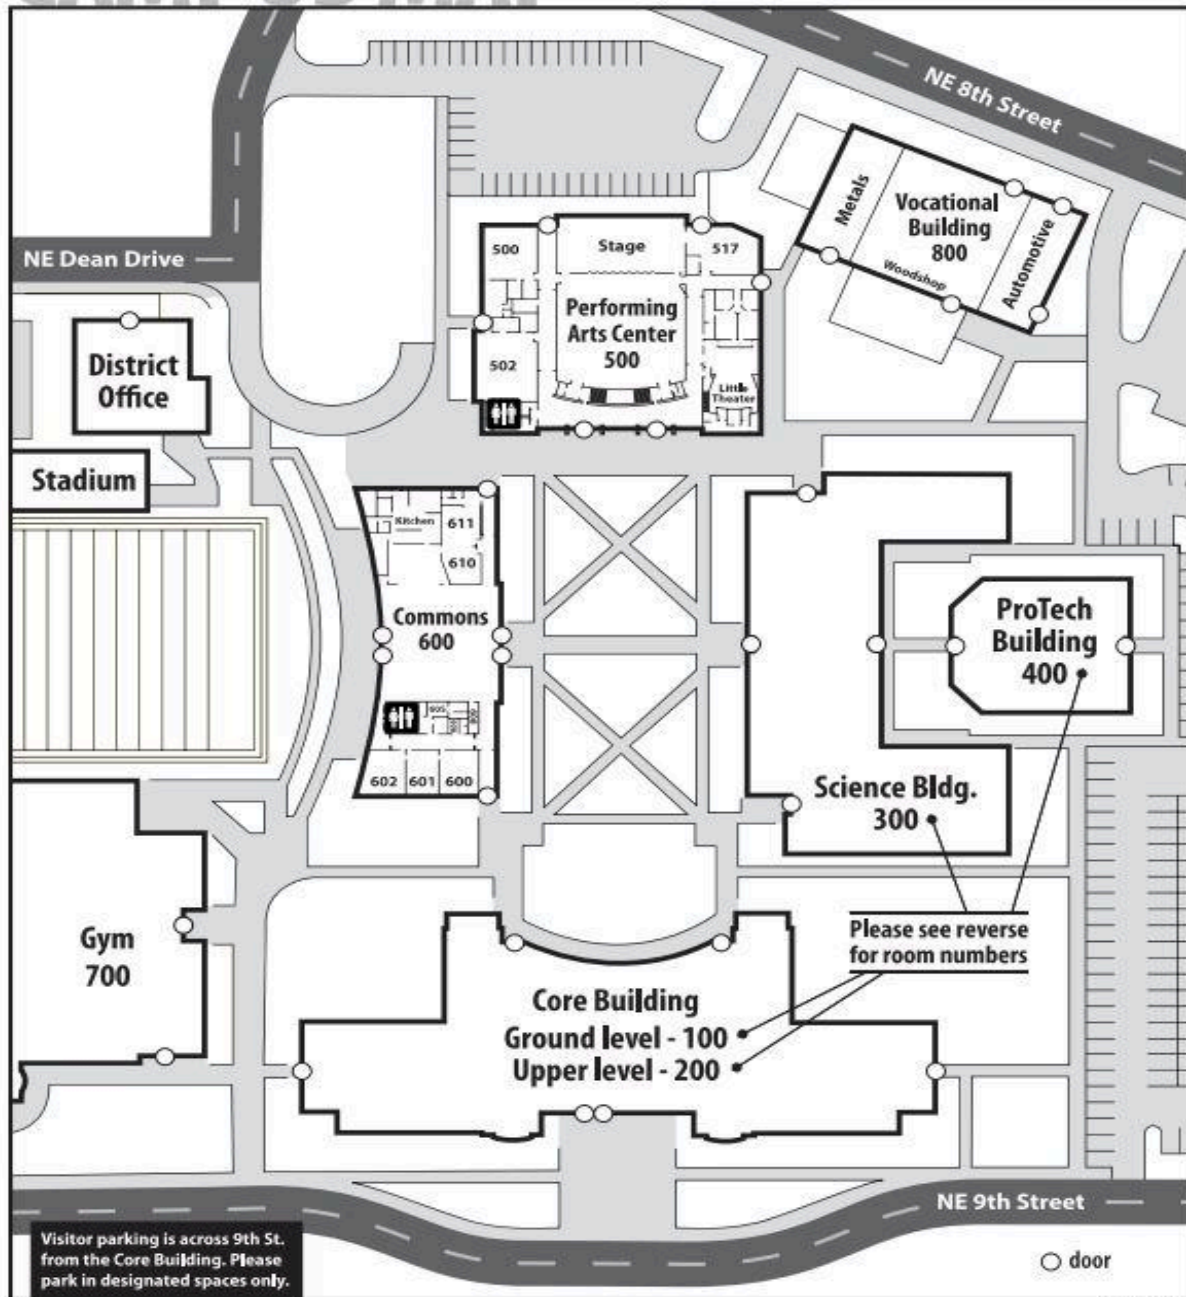 NE 8th Street
Metals
Vocational
Building
800
Woodshop
Automotive
NE Dean Drive
500
Stage
517
Performing
Arts Center
500
502
Little
Theater
District
Office
Stadium
Kitchen
611
610
Commons
600
605
602
601
600
ProTech
Building
400
Science Bldg.
300
Please see reverse
for room numbers
Gym
700
Core Building
Ground level - 100
Upper level - 200
NE 9th Street
Visitor parking is across 9th St.
from the Core Building. Please
park in designated spaces only.
door